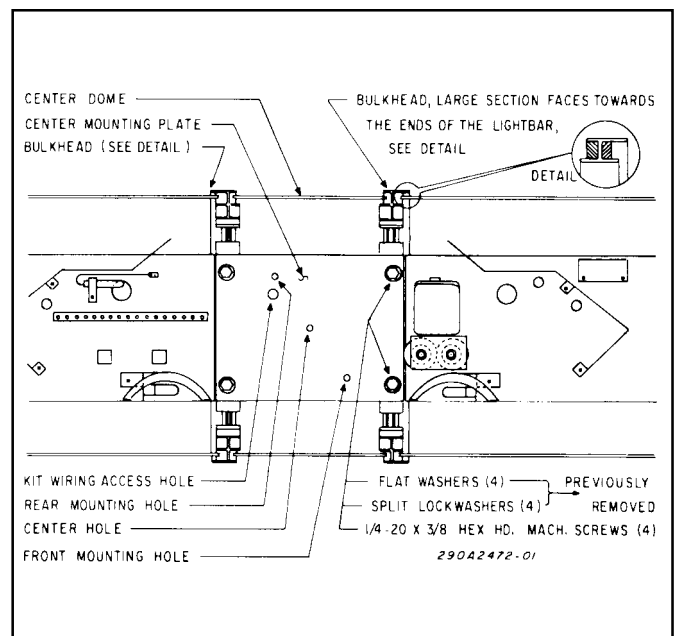 CENTER DOME
CENTER MOUNTING PLATE
BULKHEAD (SEE DETAIL)
BULKHEAD, LARGE SECTION FACES TOWARDS
THE ENDS OF THE LIGHTBAR,
SEE DETAIL
DETAIL
KIT WIRING ACCESS HOLE
REAR MOUNTING HOLE
CENTER HOLE
FRONT MOUNTING HOLE
FLAT WASHERS (4)
SPLIT LOCKWASHERS (4)
PREVIOUSLY
REMOVED
1/4-20 X 3/8 HEX HD. MACH. SCREWS (4)
290A2472-01